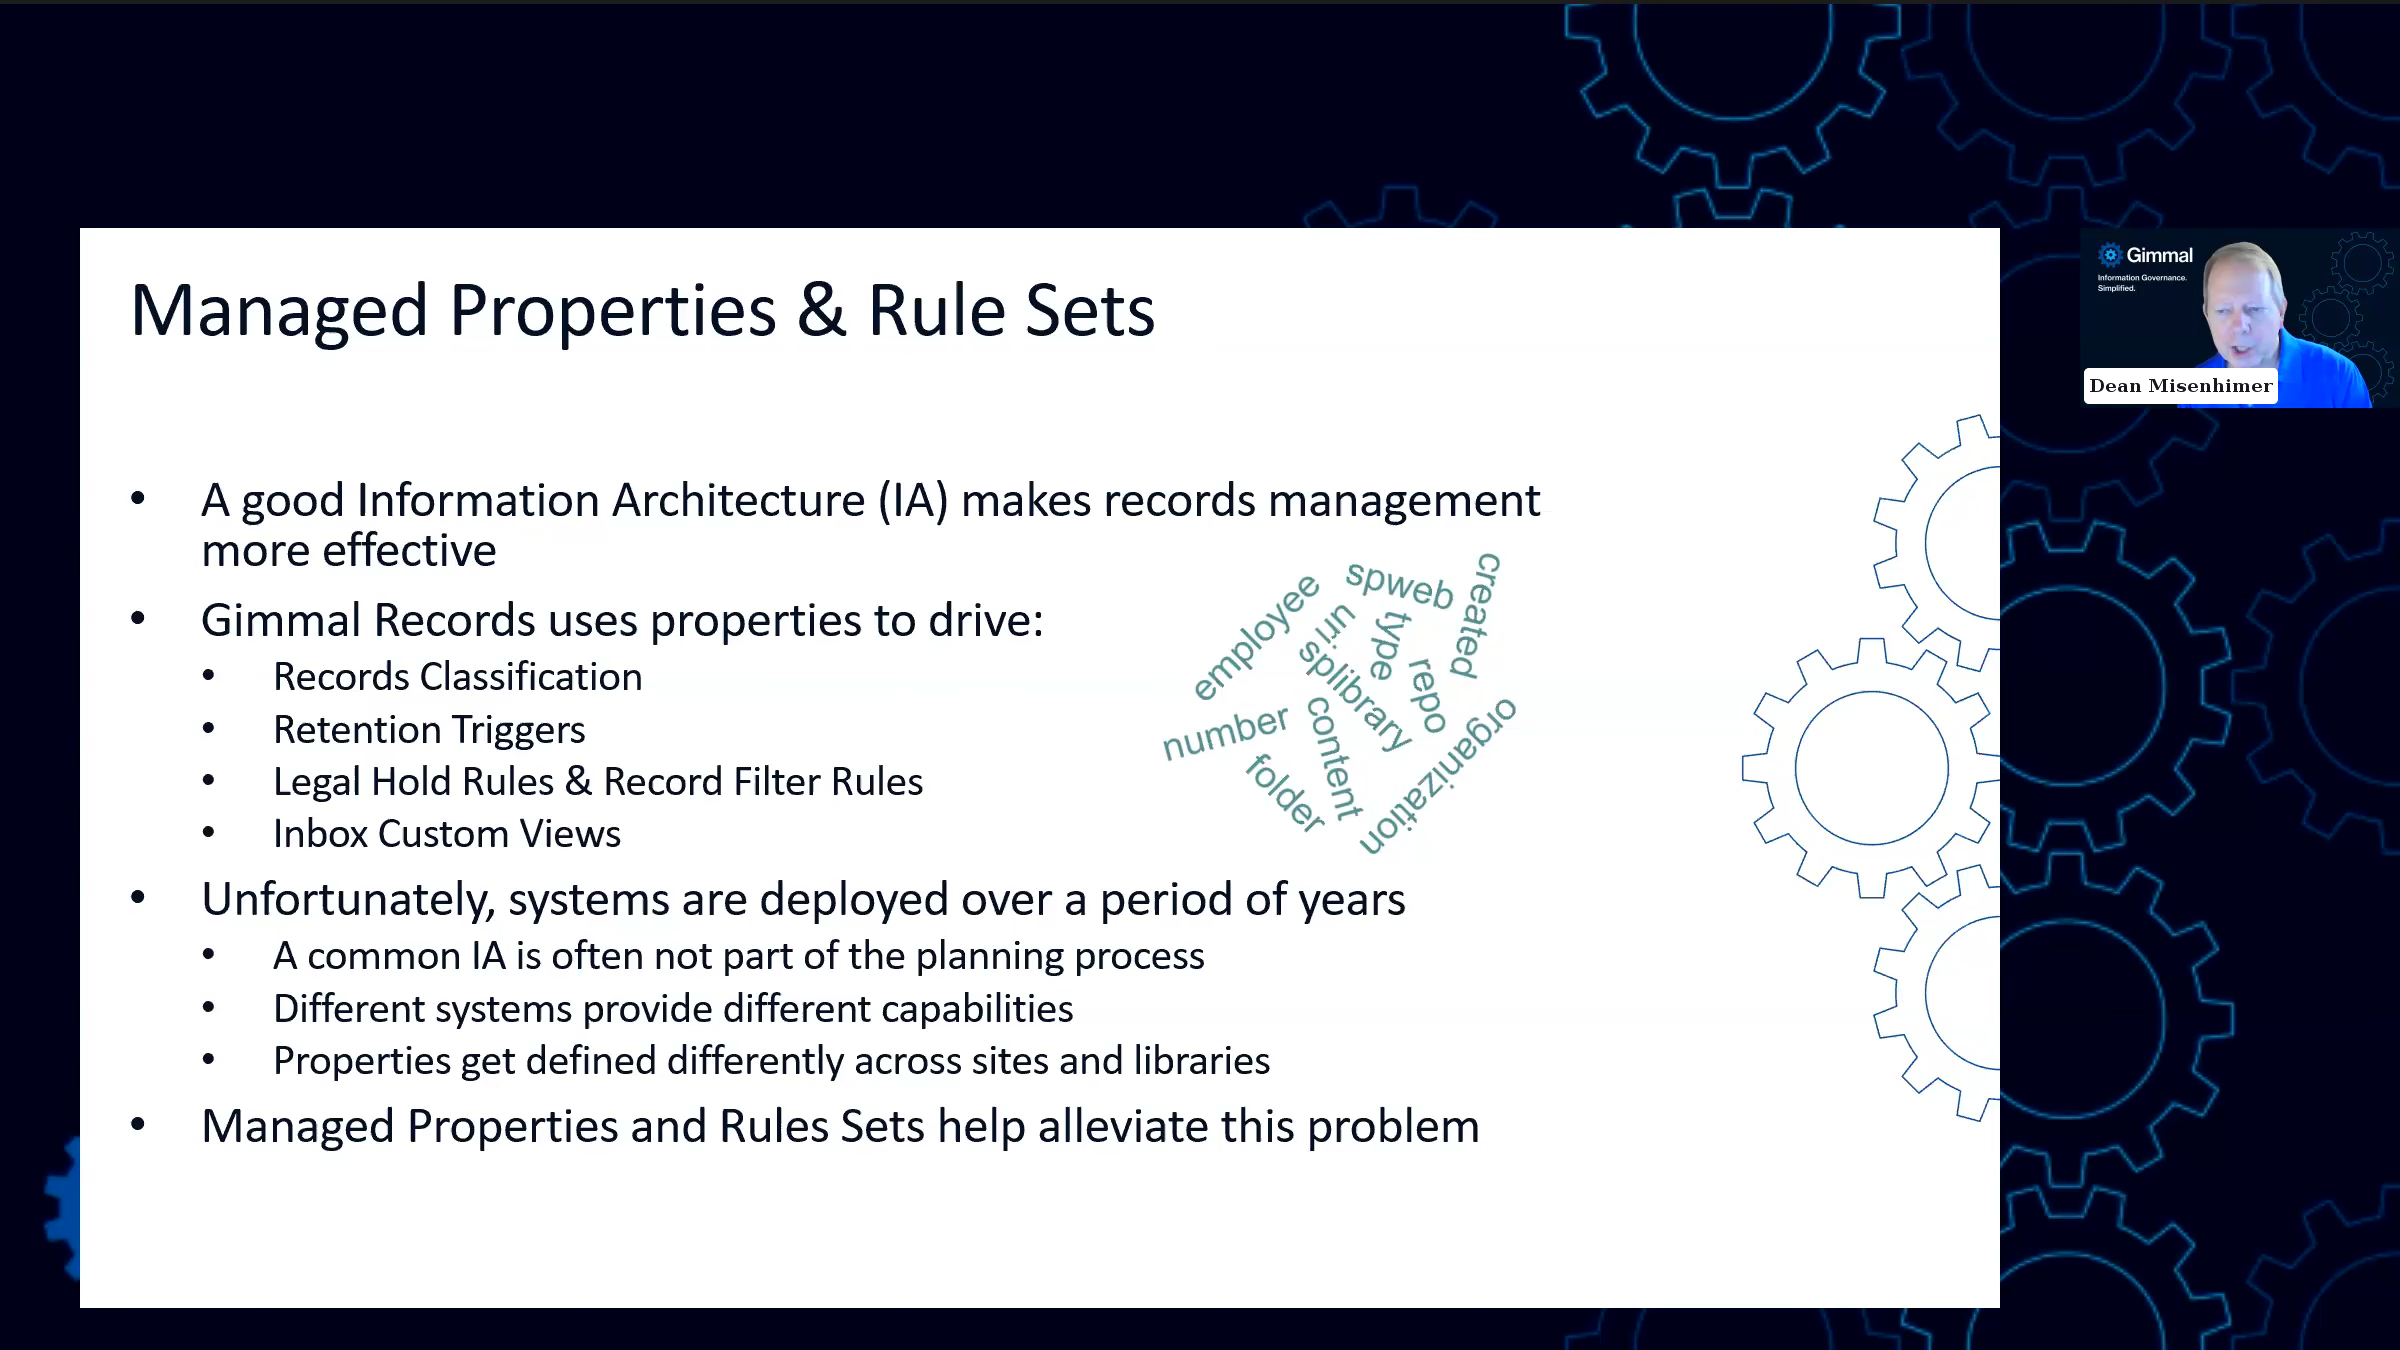 Managed Properties & Rule Sets
• A good Information Architecture (IA) makes records management
more effective
• Gimmal Records uses properties to drive:
• Records Classification
• Retention Triggers
• Legal Hold Rules & Record Filter Rules
• Inbox Custom Views
• Unfortunately, systems are deployed over a period of years
• A common IA is often not part of the planning process
• Different systems provide different capabilities
• Properties get defined differently across sites and libraries
• Managed Properties and Rules Sets help alleviate this problem
employee
spweb
created
uri
type
splibrary
repo
number
content
organization
folder
Gimmal
Information Governance.
Simplified.
Dean Misenhimer